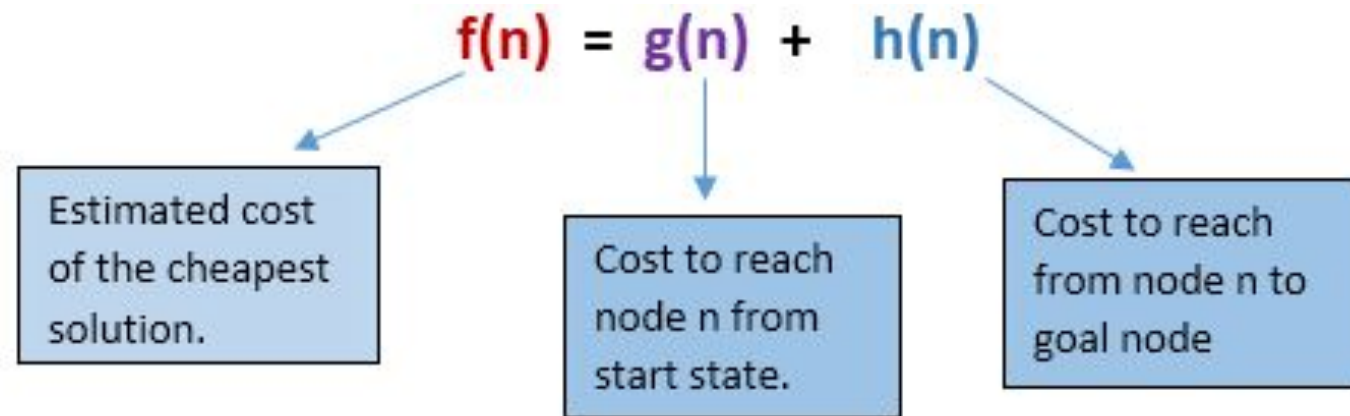 f(n) = g(n) + h(n)
Estimated cost
of the cheapest
solution.
Cost to reach
node n from
start state.
Cost to reach
from node n to
goal node